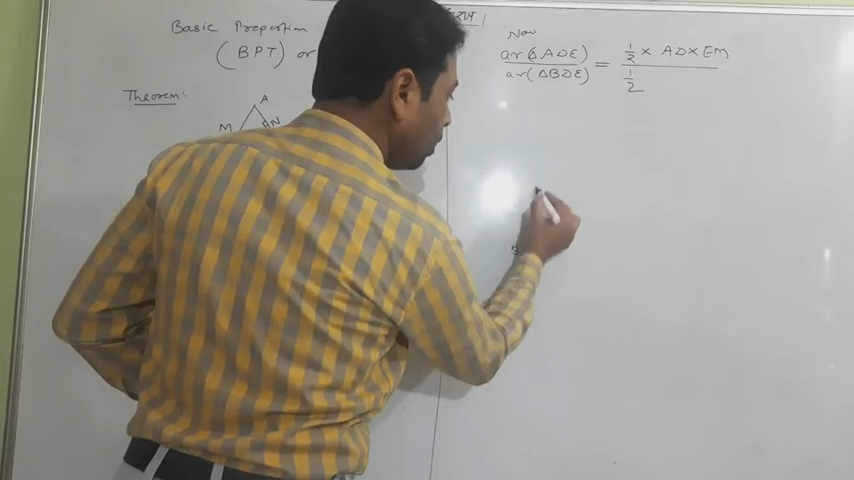 Basic Proportion
(BPT) or
Theorem:
A
M
N
Now
ar(ΔADE) / ar(ΔBDE) = ½ × AD × EM / ½